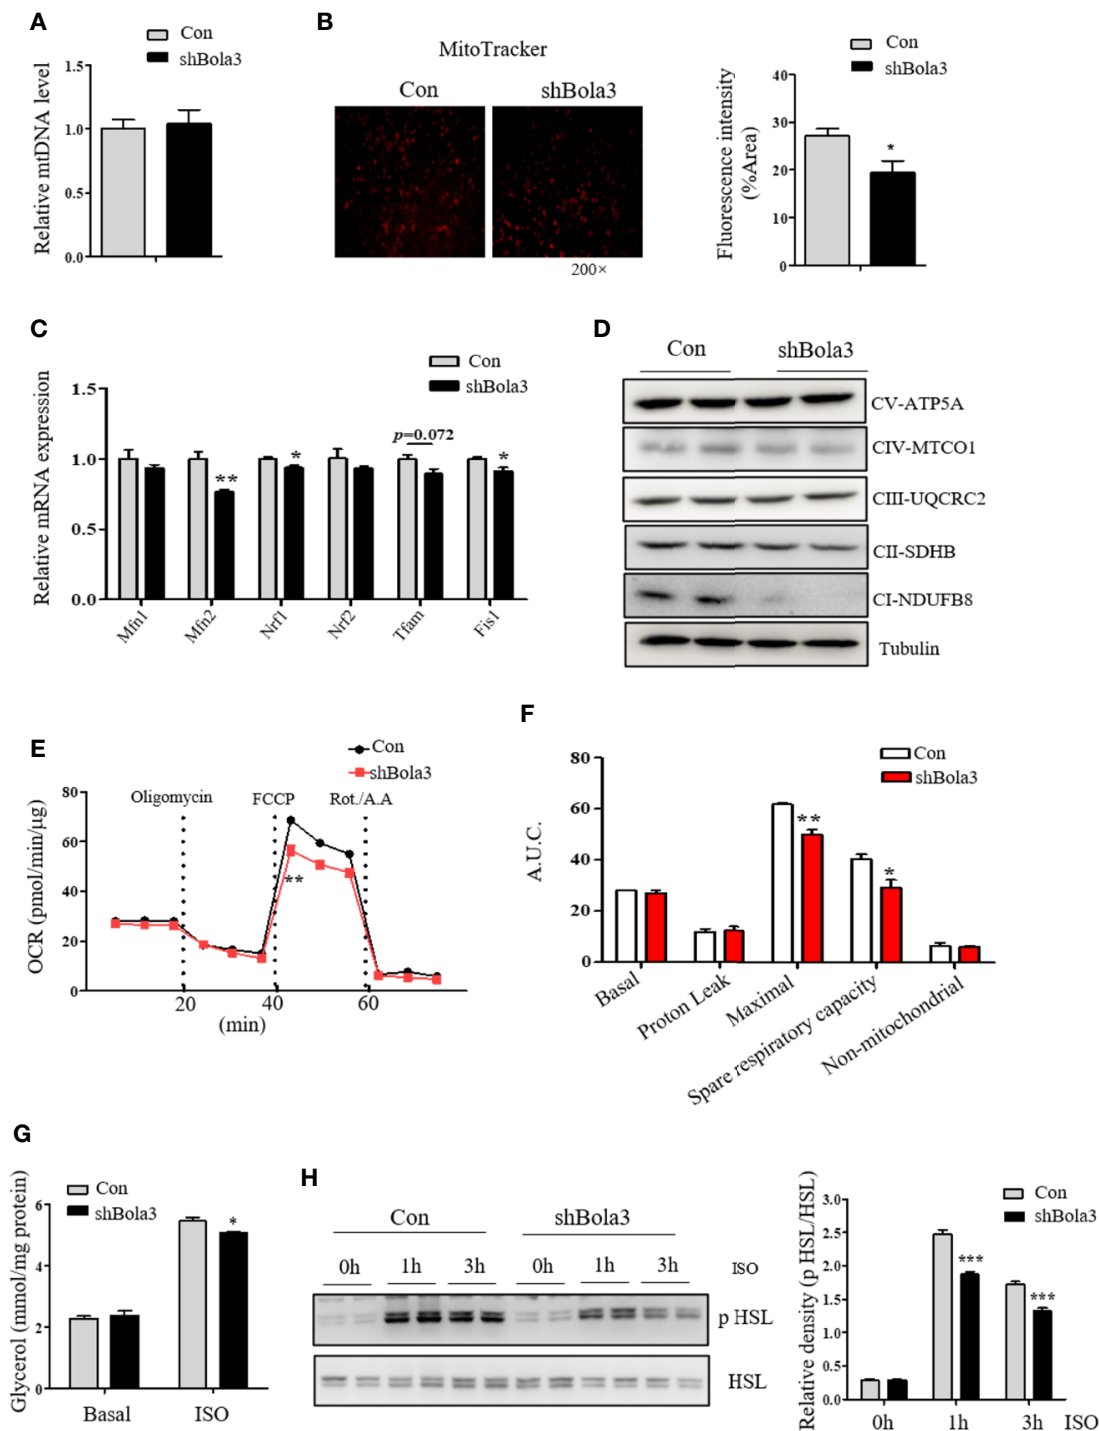 A
Con
shBola3
Relative mtDNA level
1.5
1.0
0.5
0.0
B
MitoTracker
Con
shBola3
200×
Con
shBola3
Fluorescence intensity
(%Area)
40
30
20
10
0
*
C
Con
shBola3
Relative mRNA expression
1.5
1.0
0.5
0.0
**
*
p=0.072
*
Mfn1
Mfn2
Nrf1
Nrf2
Tfam
Fis1
D
Con
shBola3
CV-ATP5A
CIV-MTCO1
CIII-UQCRC2
CII-SDHB
CI-NDUFB8
Tubulin
E
Con
shBola3
OCR (pmol/min/µg)
80
60
40
20
0
Oligomycin
FCCP
Rot./A.A
**
20
40
60
(min)
F
Con
shBola3
A.U.C.
80
60
40
20
0
**
*
Basal
Proton Leak
Maximal
Spare respiratory capacity
Non-mitochondrial
G
Con
shBola3
Glycerol (mmol/mg protein)
6
4
2
0
*
Basal
ISO
H
Con
shBola3
0h
1h
3h
0h
1h
3h
ISO
p HSL
HSL
Con
shBola3
Relative density (p HSL/HSL)
3.0
2.5
2.0
1.5
1.0
0.5
0.0
***
***
0h
1h
3h
ISO